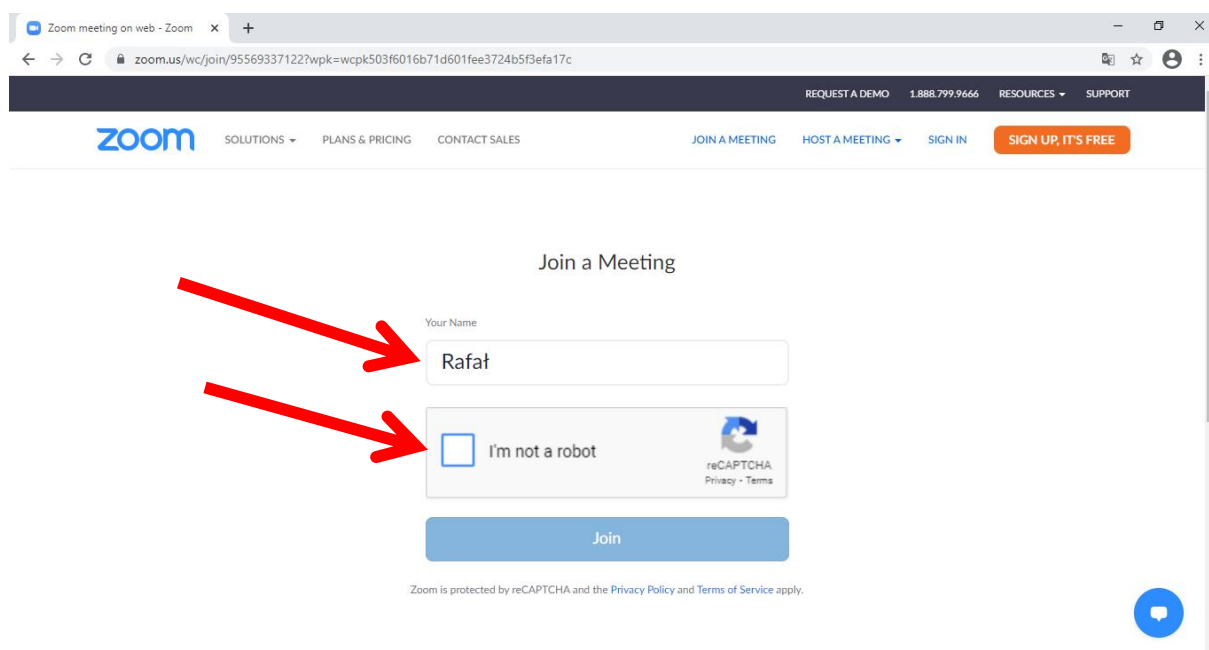 Zoom meeting on web - Zoom
zoom.us/wc/join/95569337122?wpk=wcpk503f6016b71d601fee3724b5f3efa17c
REQUEST A DEMO 1.888.799.9666 RESOURCES SUPPORT
zoom SOLUTIONS PLANS & PRICING CONTACT SALES JOIN A MEETING HOST A MEETING SIGN IN SIGN UP, IT'S FREE
Join a Meeting
Your Name
Rafał
I'm not a robot
reCAPTCHA
Privacy - Terms
Join
Zoom is protected by reCAPTCHA and the Privacy Policy and Terms of Service apply.